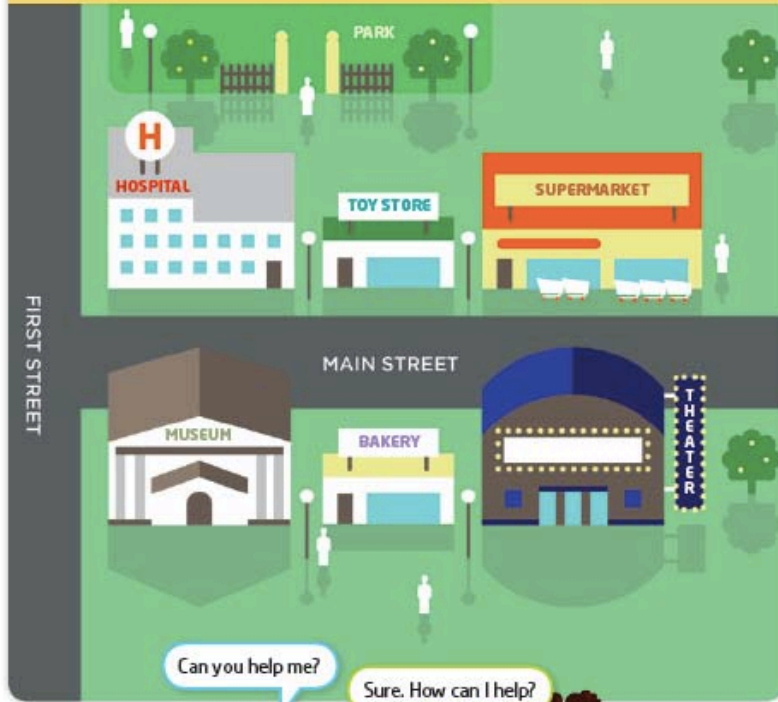 PARK
H
HOSPITAL
TOY STORE
SUPERMARKET
FIRST STREET
MAIN STREET
MUSEUM
BAKERY
THEATER
Can you help me?
Sure. How can I help?